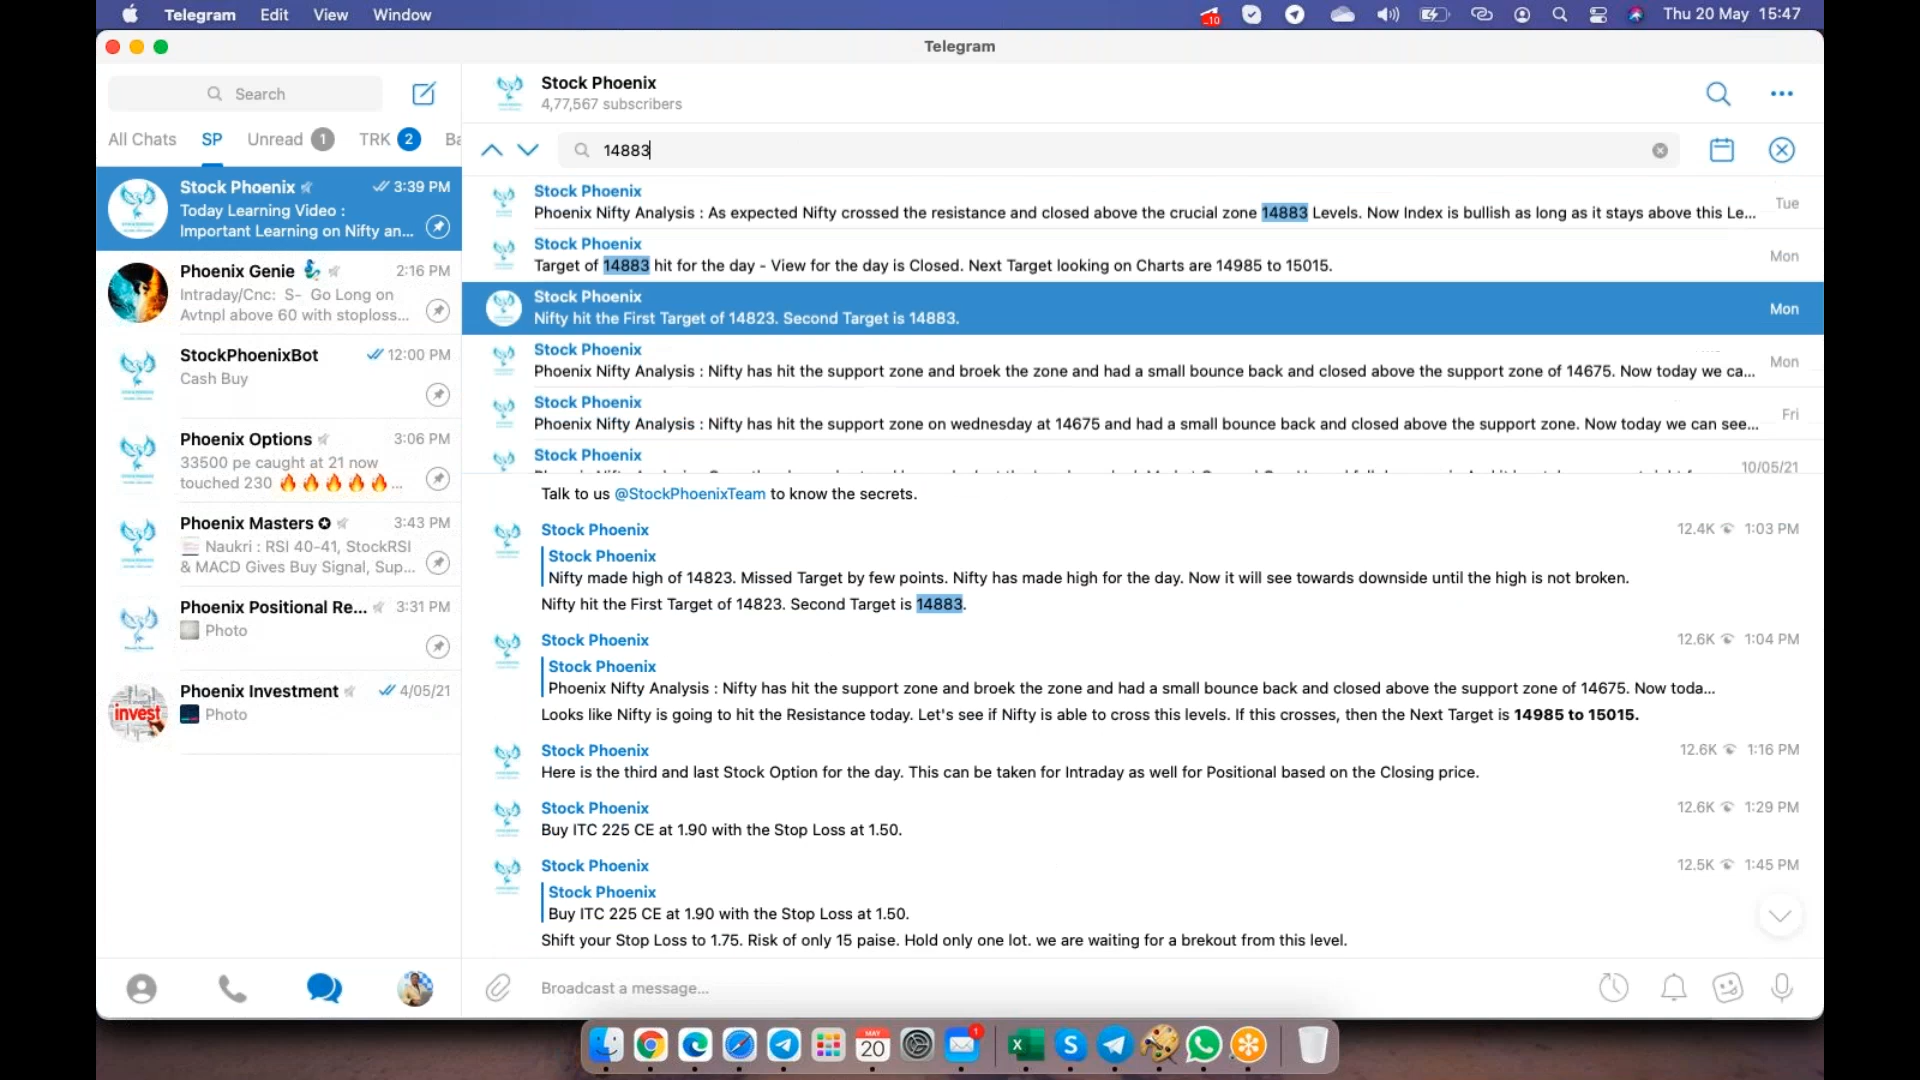 Telegram Edit View Window
10
Thu 20 May 15:47
Telegram
Search
All Chats SP Unread 1 TRK 2 Ba
Stock Phoenix 3:39 PM
Today Learning Video :
Important Learning on Nifty an...
Phoenix Genie 2:16 PM
Intraday/Cnc: S- Go Long on
Avtnpl above 60 with stoploss...
StockPhoenixBot 12:00 PM
Cash Buy
Phoenix Options 3:06 PM
33500 pe caught at 21 now
touched 230 🔥🔥🔥🔥🔥...
Phoenix Masters ✪ 3:43 PM
Naukri : RSI 40-41, StockRSI
& MACD Gives Buy Signal, Sup...
Phoenix Positional Re... 3:31 PM
Photo
Phoenix Investment 4/05/21
Photo
invest
Stock Phoenix
4,77,567 subscribers
14883
Stock Phoenix
Phoenix Nifty Analysis : As expected Nifty crossed the resistance and closed above the crucial zone 14883 Levels. Now Index is bullish as long as it stays above this Le... Tue
Stock Phoenix
Target of 14883 hit for the day - View for the day is Closed. Next Target looking on Charts are 14985 to 15015. Mon
Stock Phoenix
Nifty hit the First Target of 14823. Second Target is 14883. Mon
Stock Phoenix
Phoenix Nifty Analysis : Nifty has hit the support zone and broek the zone and had a small bounce back and closed above the support zone of 14675. Now today we ca... Mon
Stock Phoenix
Phoenix Nifty Analysis : Nifty has hit the support zone on wednesday at 14675 and had a small bounce back and closed above the support zone. Now today we can see... Fri
Stock Phoenix
10/05/21
Talk to us @StockPhoenixTeam to know the secrets.
Stock Phoenix 12.4K 1:03 PM
Stock Phoenix
Nifty made high of 14823. Missed Target by few points. Nifty has made high for the day. Now it will see towards downside until the high is not broken.
Nifty hit the First Target of 14823. Second Target is 14883.
Stock Phoenix 12.6K 1:04 PM
Stock Phoenix
Phoenix Nifty Analysis : Nifty has hit the support zone and broek the zone and had a small bounce back and closed above the support zone of 14675. Now toda...
Looks like Nifty is going to hit the Resistance today. Let's see if Nifty is able to cross this levels. If this crosses, then the Next Target is 14985 to 15015.
Stock Phoenix 12.6K 1:16 PM
Here is the third and last Stock Option for the day. This can be taken for Intraday as well for Positional based on the Closing price.
Stock Phoenix 12.6K 1:29 PM
Buy ITC 225 CE at 1.90 with the Stop Loss at 1.50.
Stock Phoenix 12.5K 1:45 PM
Stock Phoenix
Buy ITC 225 CE at 1.90 with the Stop Loss at 1.50.
Shift your Stop Loss to 1.75. Risk of only 15 paise. Hold only one lot. we are waiting for a brekout from this level.
Broadcast a message...
MAY
20
1
X
S